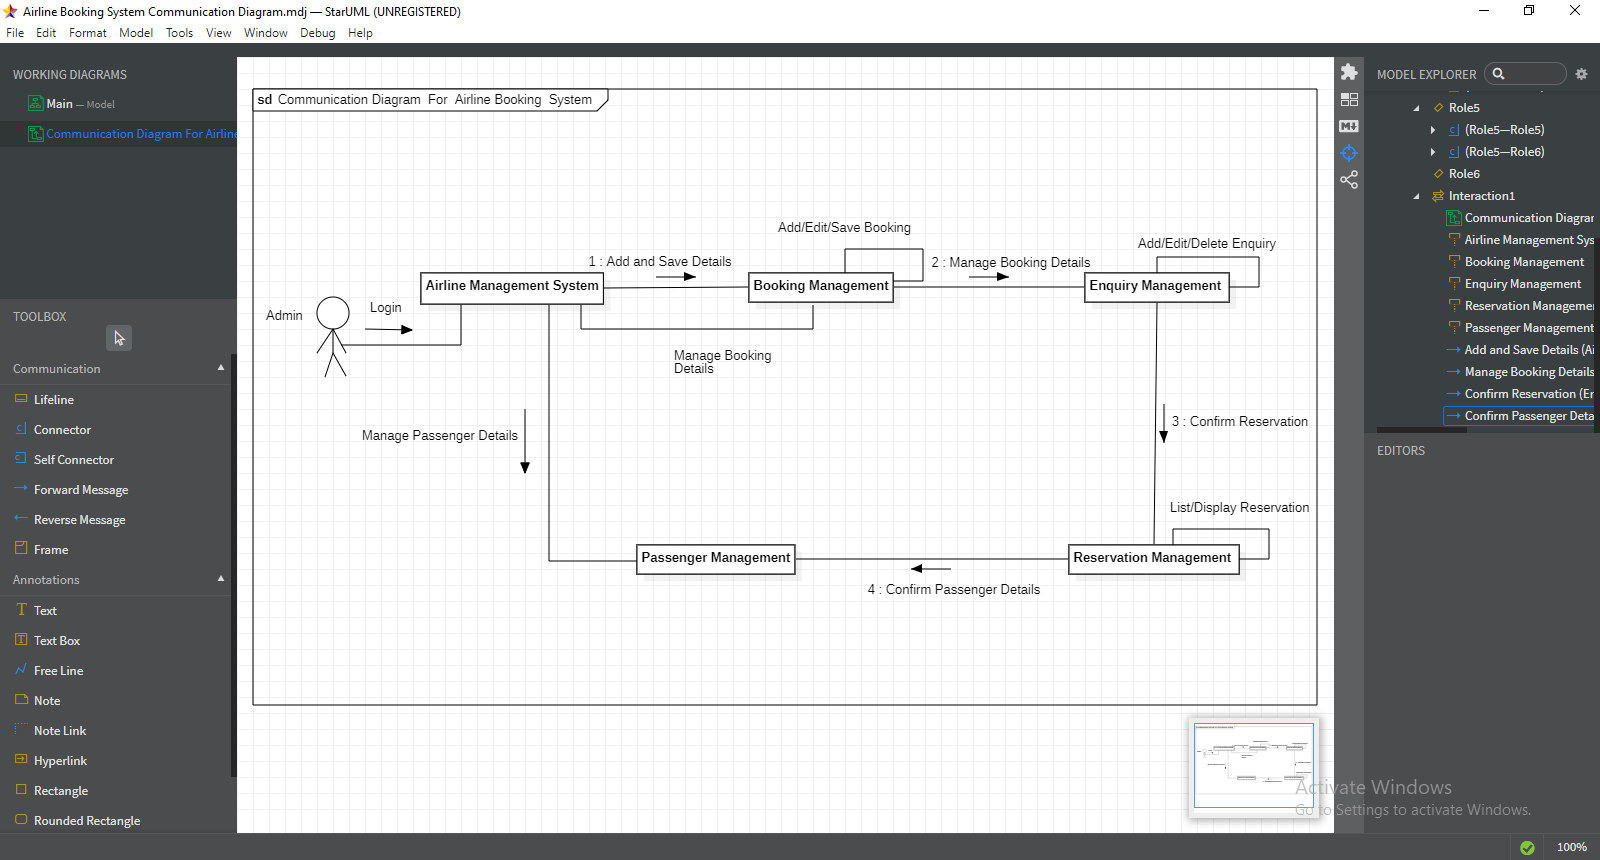 Airline Booking System Communication Diagram.mdj — StarUML (UNREGISTERED)
File Edit Format Model Tools View Window Debug Help
WORKING DIAGRAMS
Main — Model
Communication Diagram For Airline
TOOLBOX
Communication
Lifeline
Connector
Self Connector
Forward Message
Reverse Message
Frame
Annotations
Text
Text Box
Free Line
Note
Note Link
Hyperlink
Rectangle
Rounded Rectangle
sd Communication Diagram For Airline Booking System
Add/Edit/Save Booking
Add/Edit/Delete Enquiry
1 : Add and Save Details
2 : Manage Booking Details
Airline Management System
Booking Management
Enquiry Management
Admin
Login
Manage Booking
Details
Manage Passenger Details
3 : Confirm Reservation
List/Display Reservation
Passenger Management
Reservation Management
4 : Confirm Passenger Details
MODEL EXPLORER
Role5
(Role5—Role5)
(Role5—Role6)
Role6
Interaction1
Communication Diagrar
Airline Management Sys
Booking Management
Enquiry Management
Reservation Manageme
Passenger Management
Add and Save Details (Ai
Manage Booking Details
Confirm Reservation (Er
Confirm Passenger Deta
EDITORS
Activate Windows
Go to Settings to activate Windows.
100%